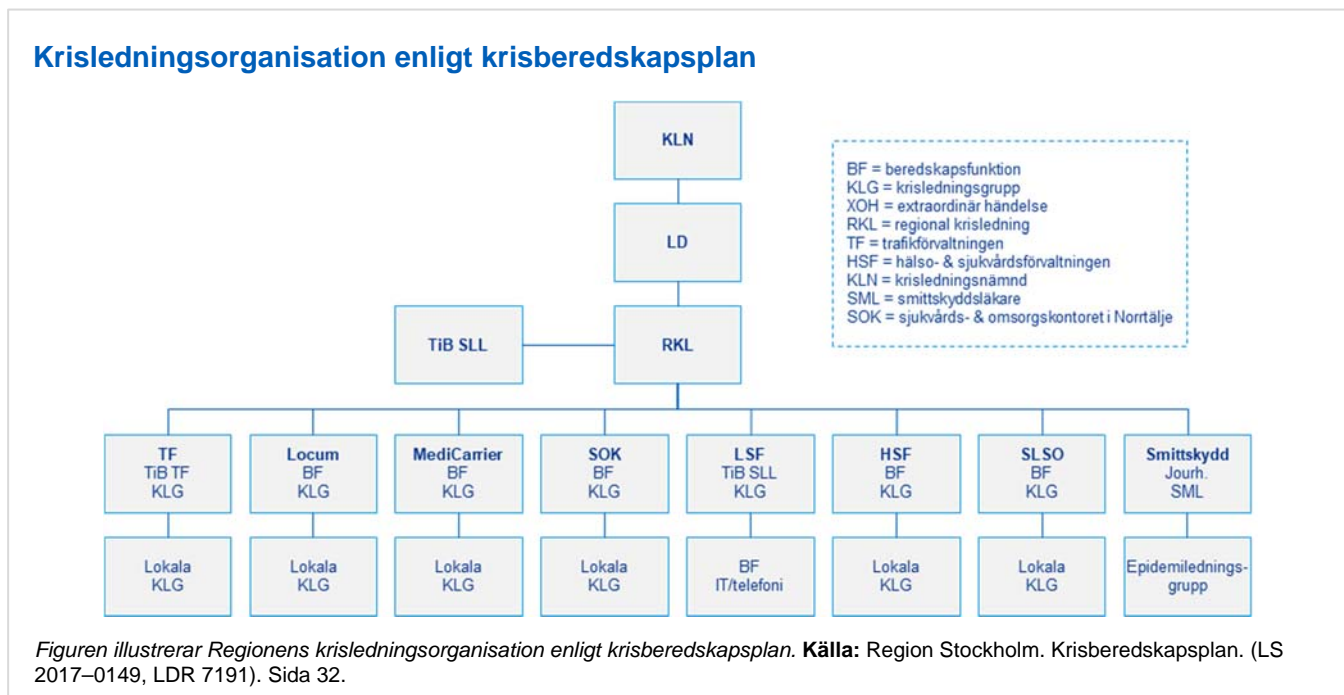 Krisledningsorganisation enligt krisberedskapsplan
KLN
BF = beredskapsfunktion
KLG = krisledningsgrupp
XOH = extraordinär händelse
RKL = regional krisledning
TF = trafikförvaltningen
HSF = hälso- & sjukvårdsförvaltningen
KLN = krisledningsnämnd
SML = smittskyddsläkare
SOK = sjukvårds- & omsorgskontoret i Norrtälje
LD
TiB SLL
RKL
TF
TiB TF
KLG
Locum
BF
KLG
MediCarrier
BF
KLG
SOK
BF
KLG
LSF
TiB SLL
KLG
HSF
BF
KLG
SLSO
BF
KLG
Smittskydd
Jourh.
SML
Lokala
KLG
Lokala
KLG
Lokala
KLG
Lokala
KLG
BF
IT/telefoni
Lokala
KLG
Lokala
KLG
Epidemilednings-
grupp
Figuren illustrerar Regionens krisledningsorganisation enligt krisberedskapsplan. Källa: Region Stockholm. Krisberedskapsplan. (LS
2017–0149, LDR 7191). Sida 32.